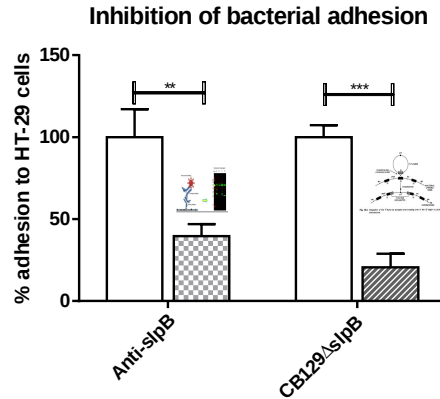 Inhibition of bacterial adhesion
% adhesion to HT-29 cells
150
100
50
0
**
***
Anti-slpB
CB129ΔslpB